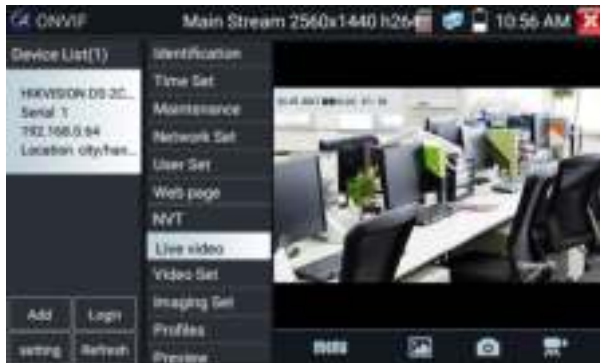 ONVIF
Main Stream 2560x1440 h264
10:56 AM
Device List(1)
HIKVISION DS-2C...
Serial 1
192.168.5.64
Location city/han...
Identification
Time Set
Maintenance
Network Set
User Set
Web page
NVT
Live video
Video Set
Imaging Set
Profiles
Preview
Add
Login
setting
Refresh
MENU